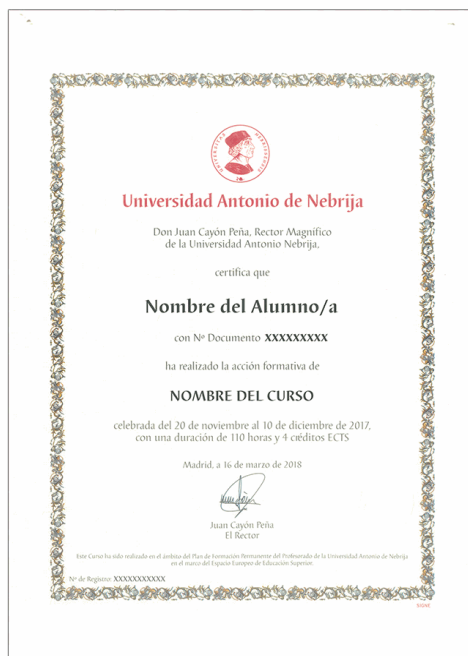 Universidad Antonio de Nebrija
Don Juan Cayón Peña, Rector Magnífico
de la Universidad Antonio Nebrija,
certifica que
Nombre del Alumno/a
con Nº Documento XXXXXXXXX
ha realizado la acción formativa de
NOMBRE DEL CURSO
celebrada del 20 de noviembre al 10 de diciembre de 2017,
con una duración de 110 horas y 4 créditos ECTS
Madrid, a 16 de marzo de 2018
Juan Cayón Peña
El Rector
Este Curso ha sido realizado en el ámbito del Plan de Formación Permanente del Profesorado de la Universidad Antonio de Nebrija
en el marco del Espacio Europeo de Educación Superior.
Nº de Registro: XXXXXXXXXXX
SIGNE